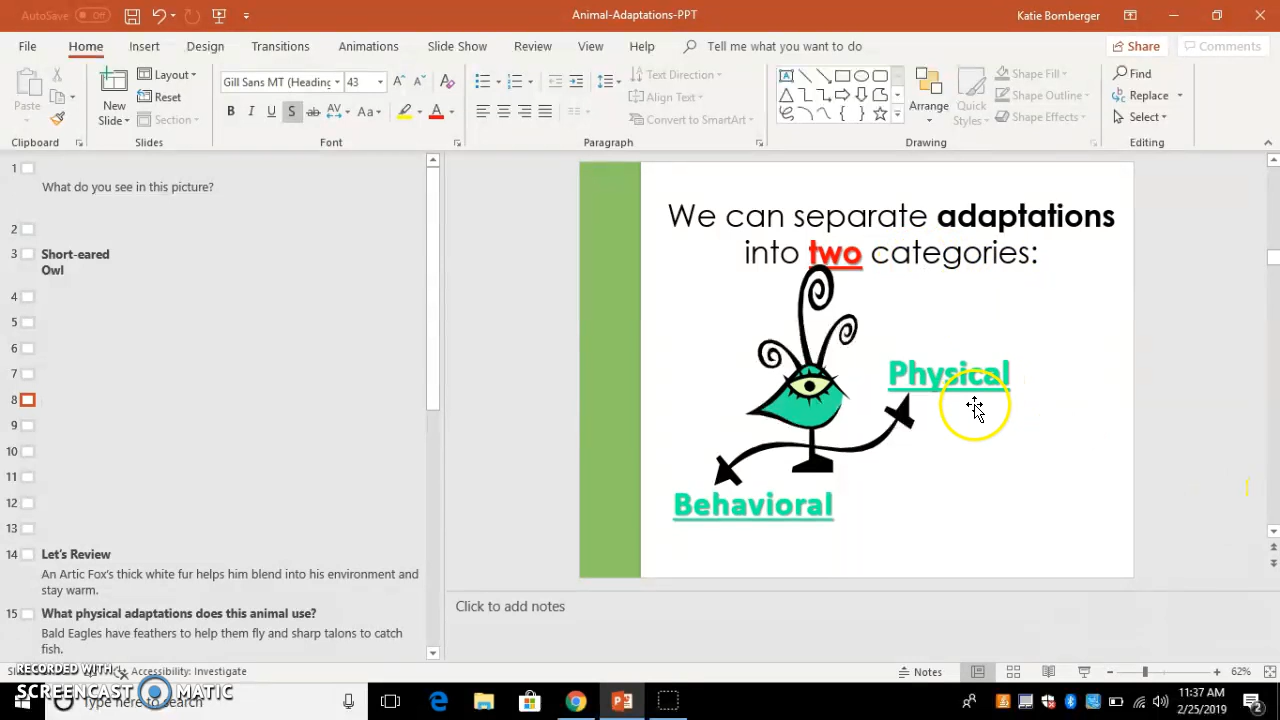 AutoSave Off
Animal-Adaptations-PPT
Katie Bomberger
File Home Insert Design Transitions Animations Slide Show Review View Help Tell me what you want to do Share Comments
Paste
New
Slide
Layout
Reset
Section
Gill Sans MT (Heading 43
B I U S ab AV Aa A
Text Direction
Align Text
Convert to SmartArt
Arrange
Quick
Styles
Shape Fill
Shape Outline
Shape Effects
Find
Replace
Select
Clipboard Slides Font Paragraph Drawing Editing
1
What do you see in this picture?
2
3 Short-eared
Owl
4
5
6
7
8
9
10
11
12
13
14 Let's Review
An Artic Fox's thick white fur helps him blend into his environment and
stay warm.
15 What physical adaptations does this animal use?
Bald Eagles have feathers to help them fly and sharp talons to catch
fish.
We can separate adaptations
into two categories:
Physical
Behavioral
Click to add notes
Accessibility: Investigate
Notes
62%
RECORDED WITH
SCREENCAST MATIC
Type here to search
11:37 AM
2/25/2019
2